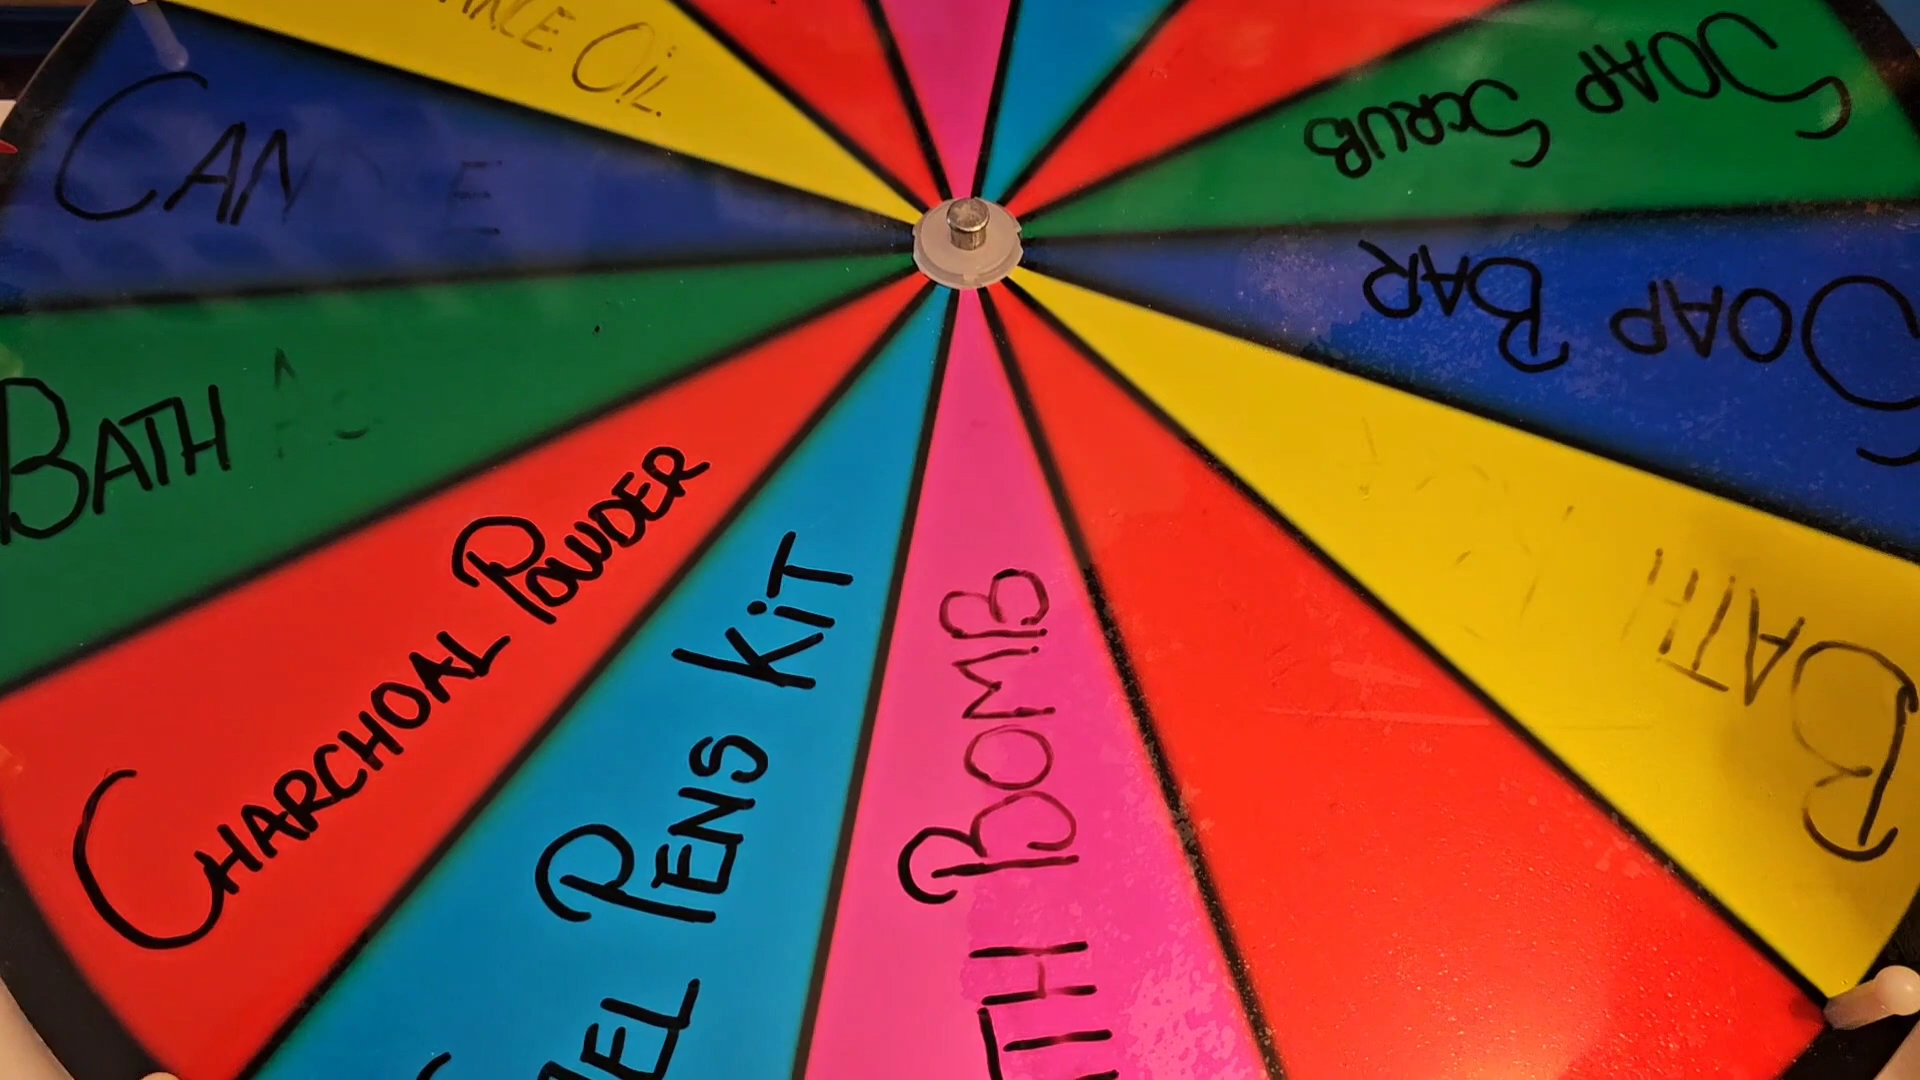 Oil
CAN E
BATH
CHARCHOAL POWDER
PENS KiT
BOMB
BATH
SOAP BAR
SOAP SCRUB